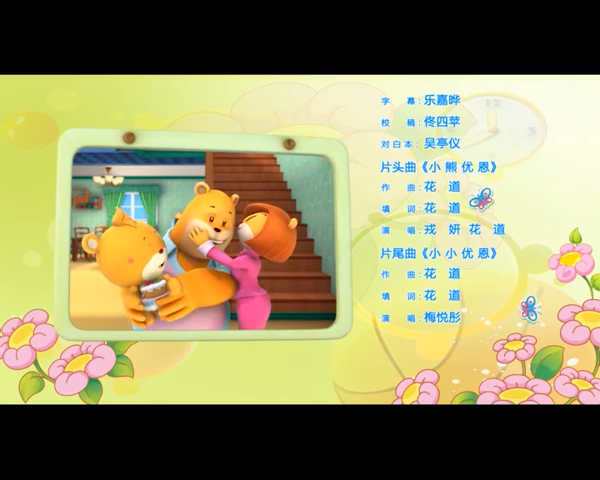 字 幕：乐嘉晔
校 稿：佟四苹
对白本：吴亭仪
片头曲《小熊优恩》
作 曲：花 道
填 词：花 道
演 唱：戎 妍 花 道
片尾曲《小小优恩》
作 曲：花 道
填 词：花 道
演 唱：梅悦彤